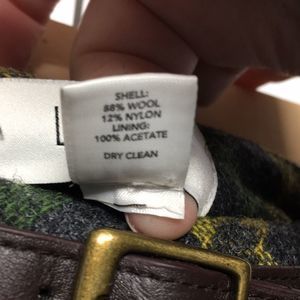 SHELL:
88% WOOL
12% NYLON
LINING:
100% ACETATE
DRY CLEAN